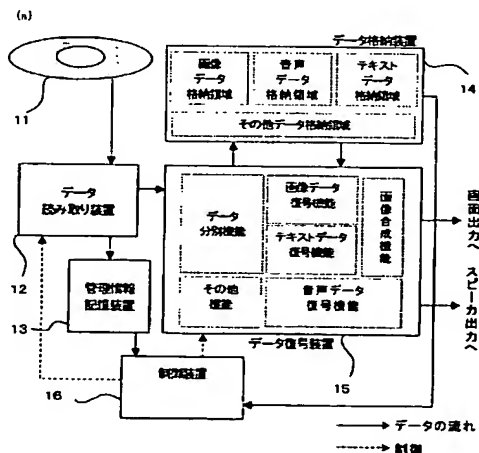 (n)
データ格納装置
画像
データ
格納領域
音声
データ
格納領域
テキスト
データ
格納領域
14
その他データ格納領域
11
データ
読み取り装置
12
データ
分別機能
画像データ
復号機能
テキストデータ
復号機能
画像合成機能
その他
機能
音声データ
復号機能
データ復号装置
15
画面出力へ
スピーカ出力へ
管理情報
記憶装置
13
制御装置
16
データの流れ
制御